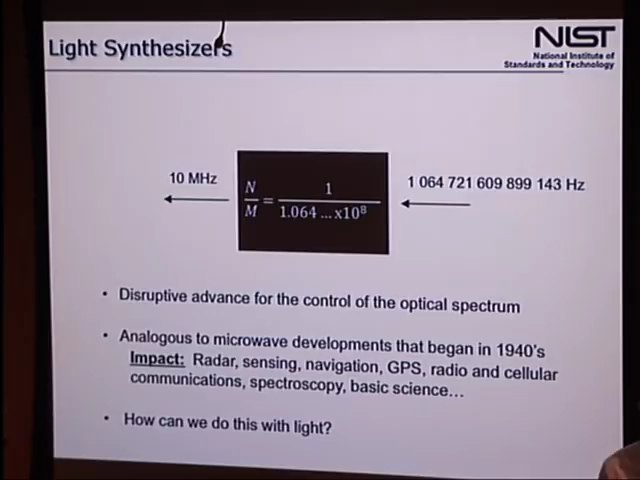 Light Synthesizers
NIST
National Institute of
Standards and Technology
10 MHz
N/M = 1/1.064 ...x10⁸
1 064 721 609 899 143 Hz
• Disruptive advance for the control of the optical spectrum
• Analogous to microwave developments that began in 1940's
Impact: Radar, sensing, navigation, GPS, radio and cellular
communications, spectroscopy, basic science…
• How can we do this with light?